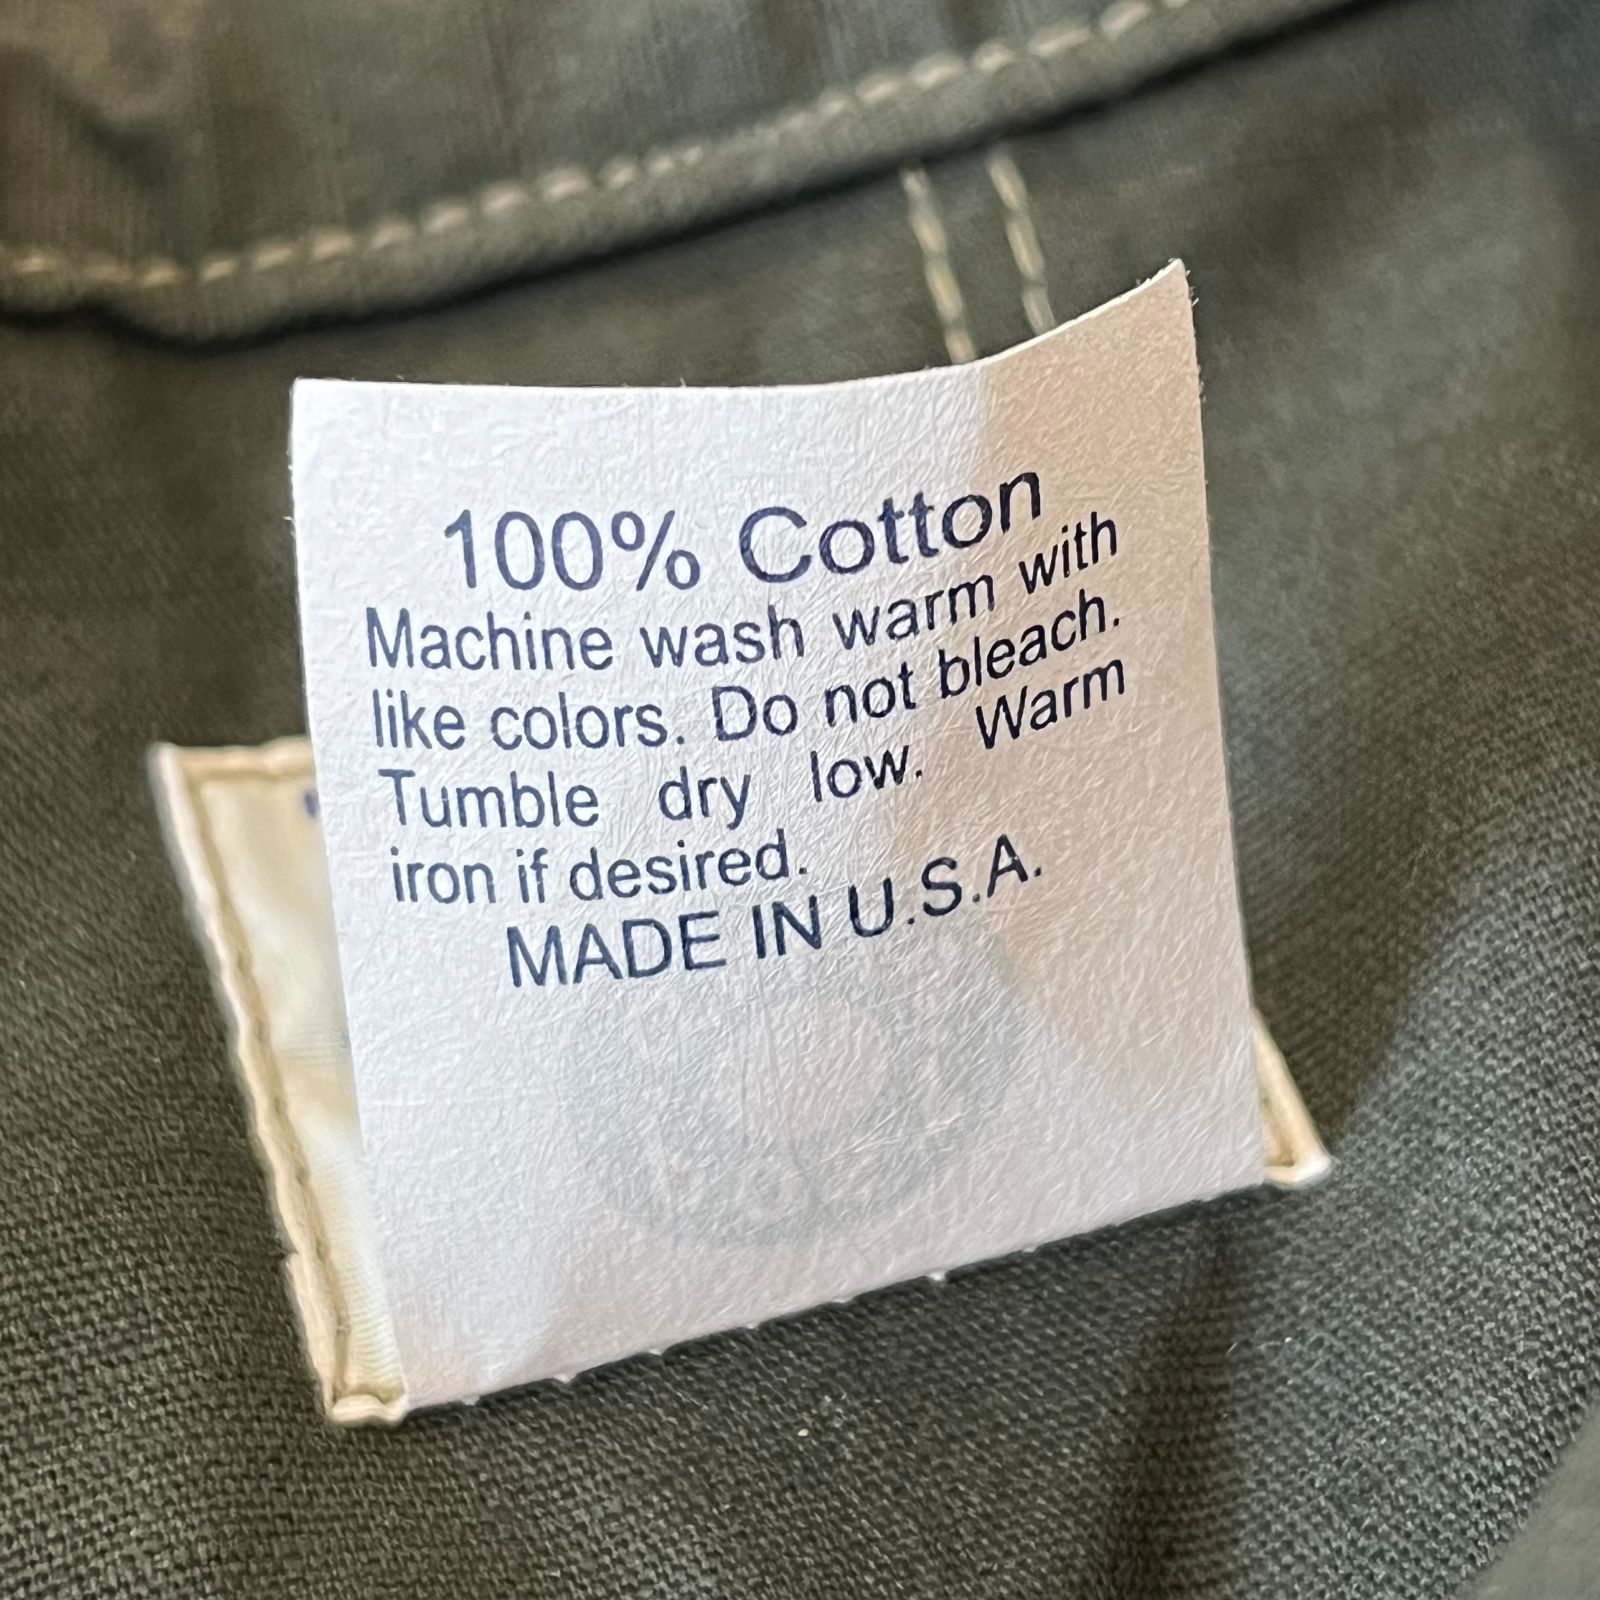 100% Cotton
Machine wash warm with
like colors. Do not bleach.
Tumble dry low. Warm
iron if desired.
MADE IN U.S.A.